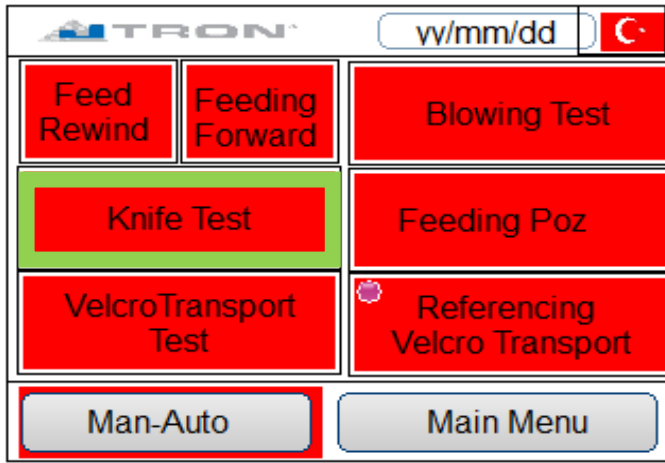 ATRON
yy/mm/dd
Feed
Rewind
Feeding
Forward
Blowing Test
Knife Test
Feeding Poz
VelcroTransport
Test
Referencing
Velcro Transport
Man-Auto
Main Menu